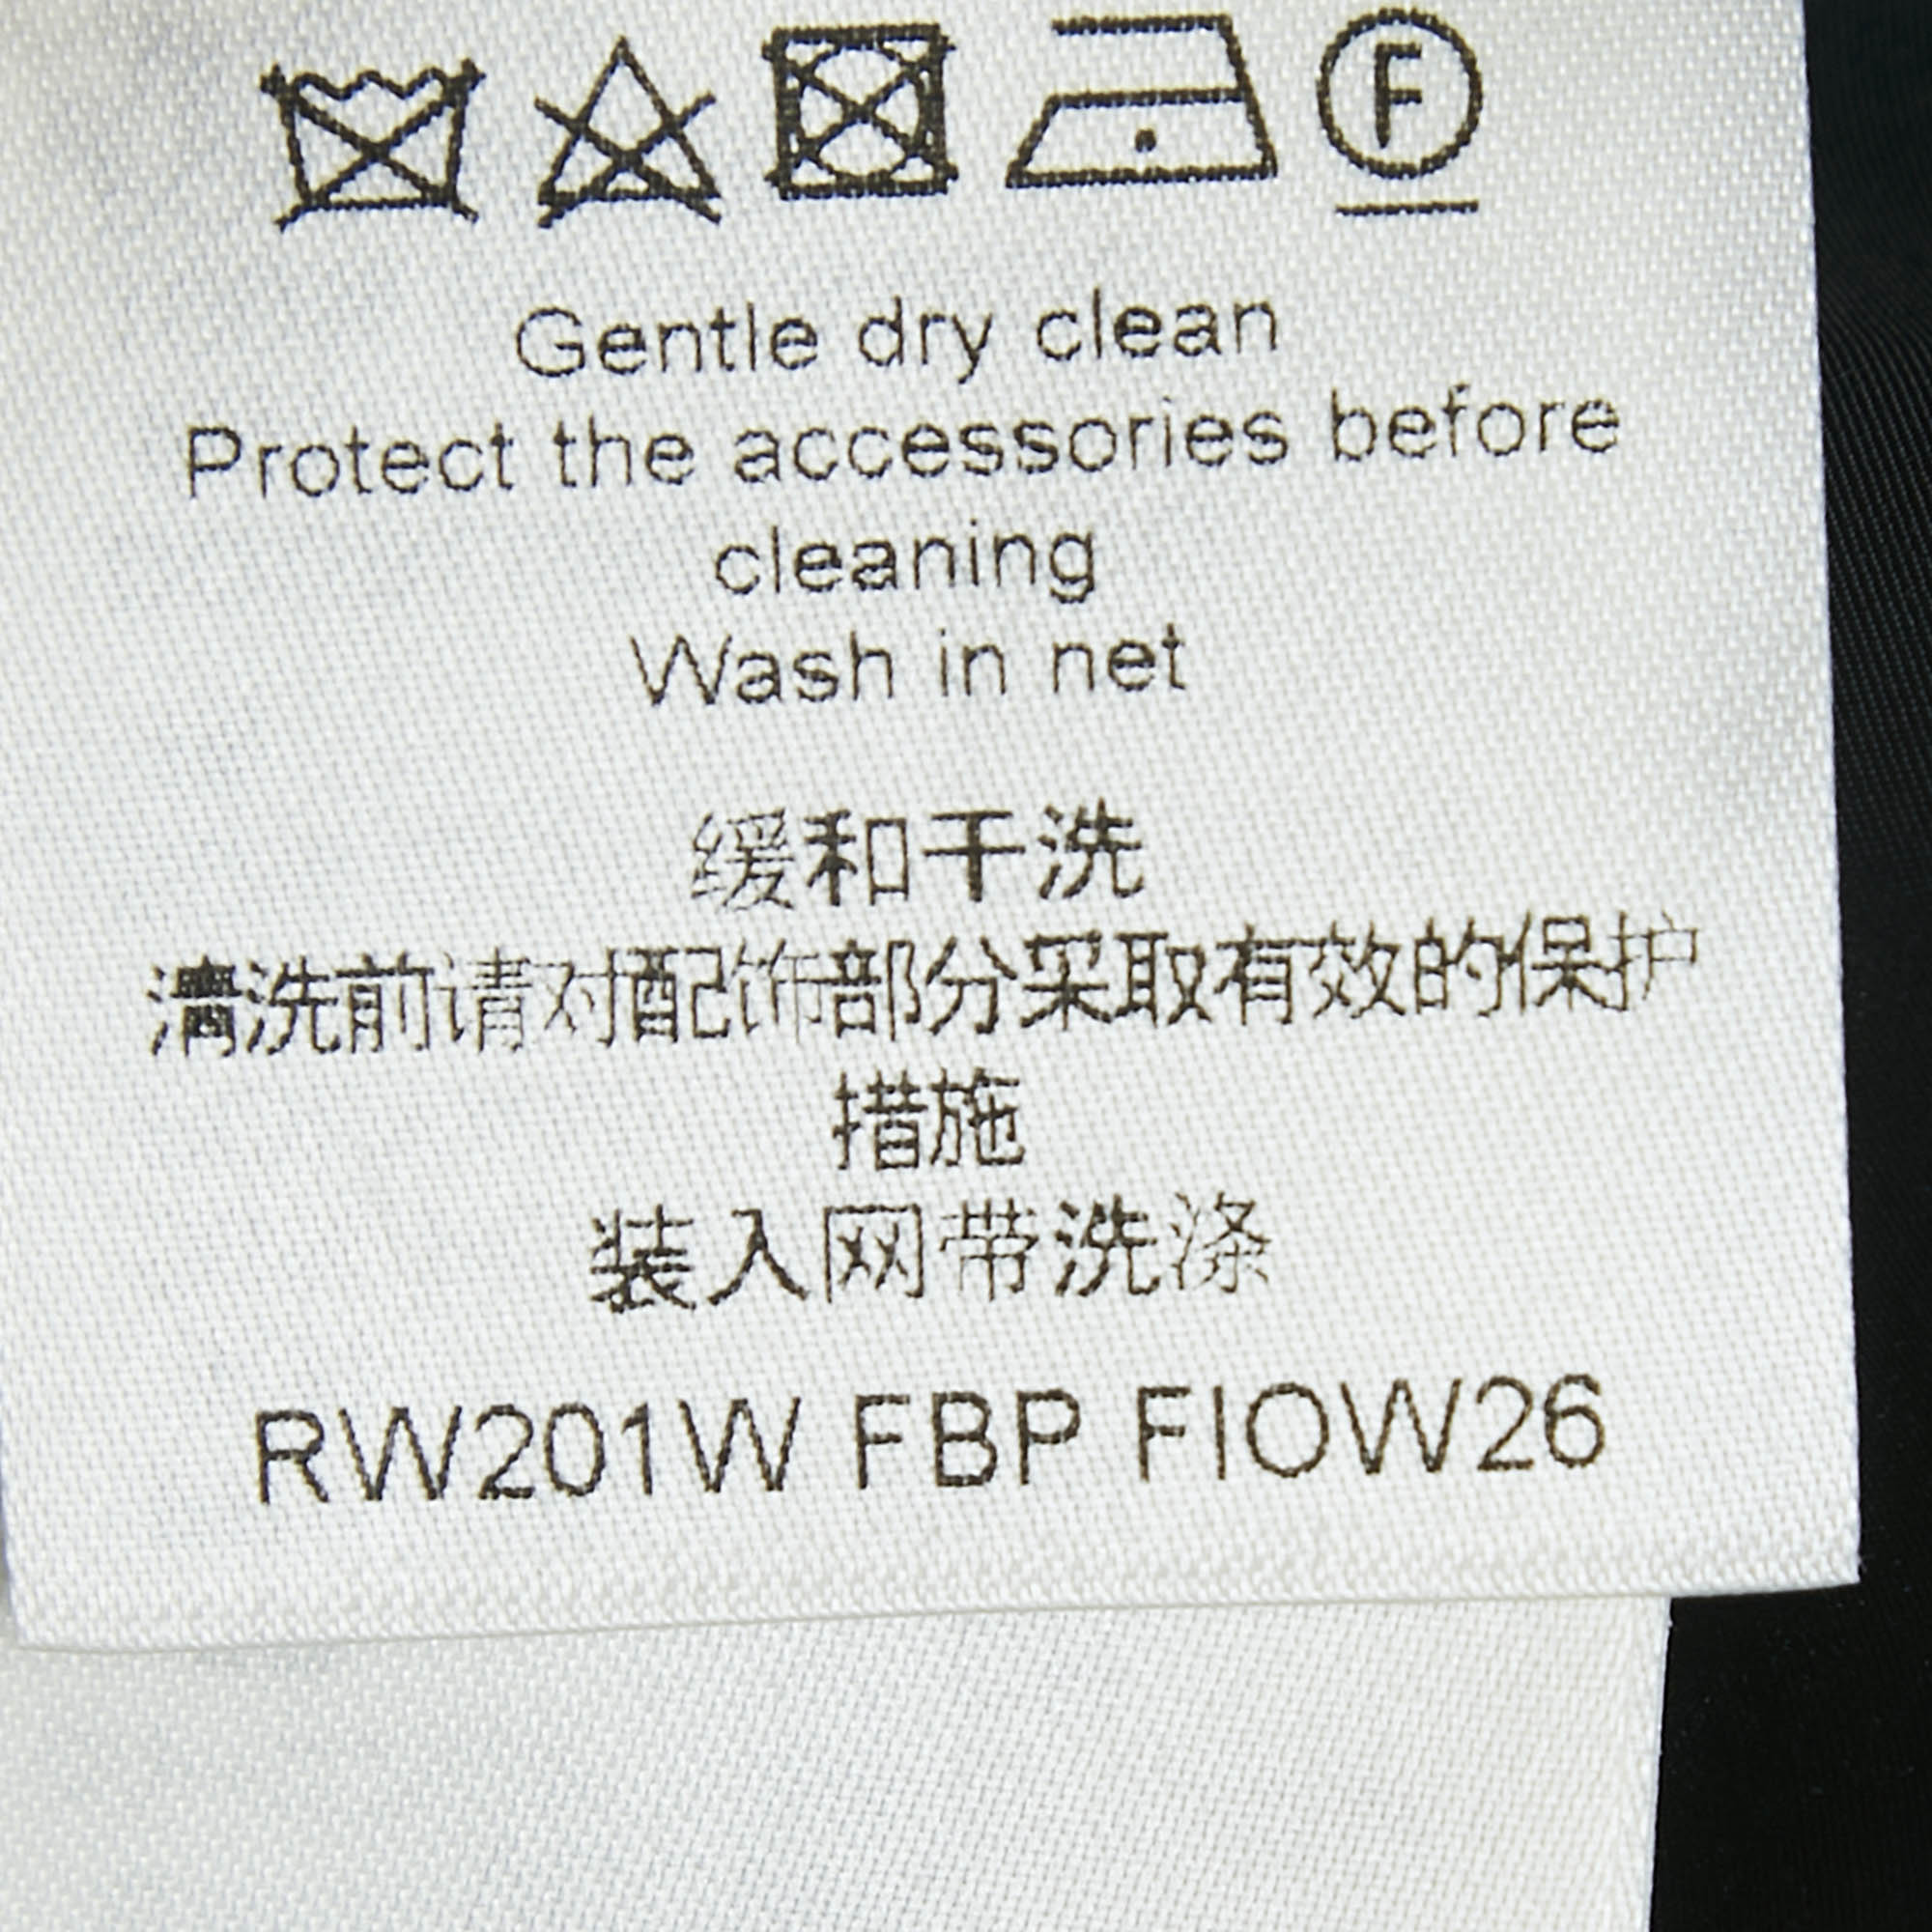 F
Gentle dry clean
Protect the accessories before
cleaning
Wash in net
缓和干洗
清洗前请对配饰部分采取有效的保护
措施
装入网带洗涤
RW201W FBP FIOW26